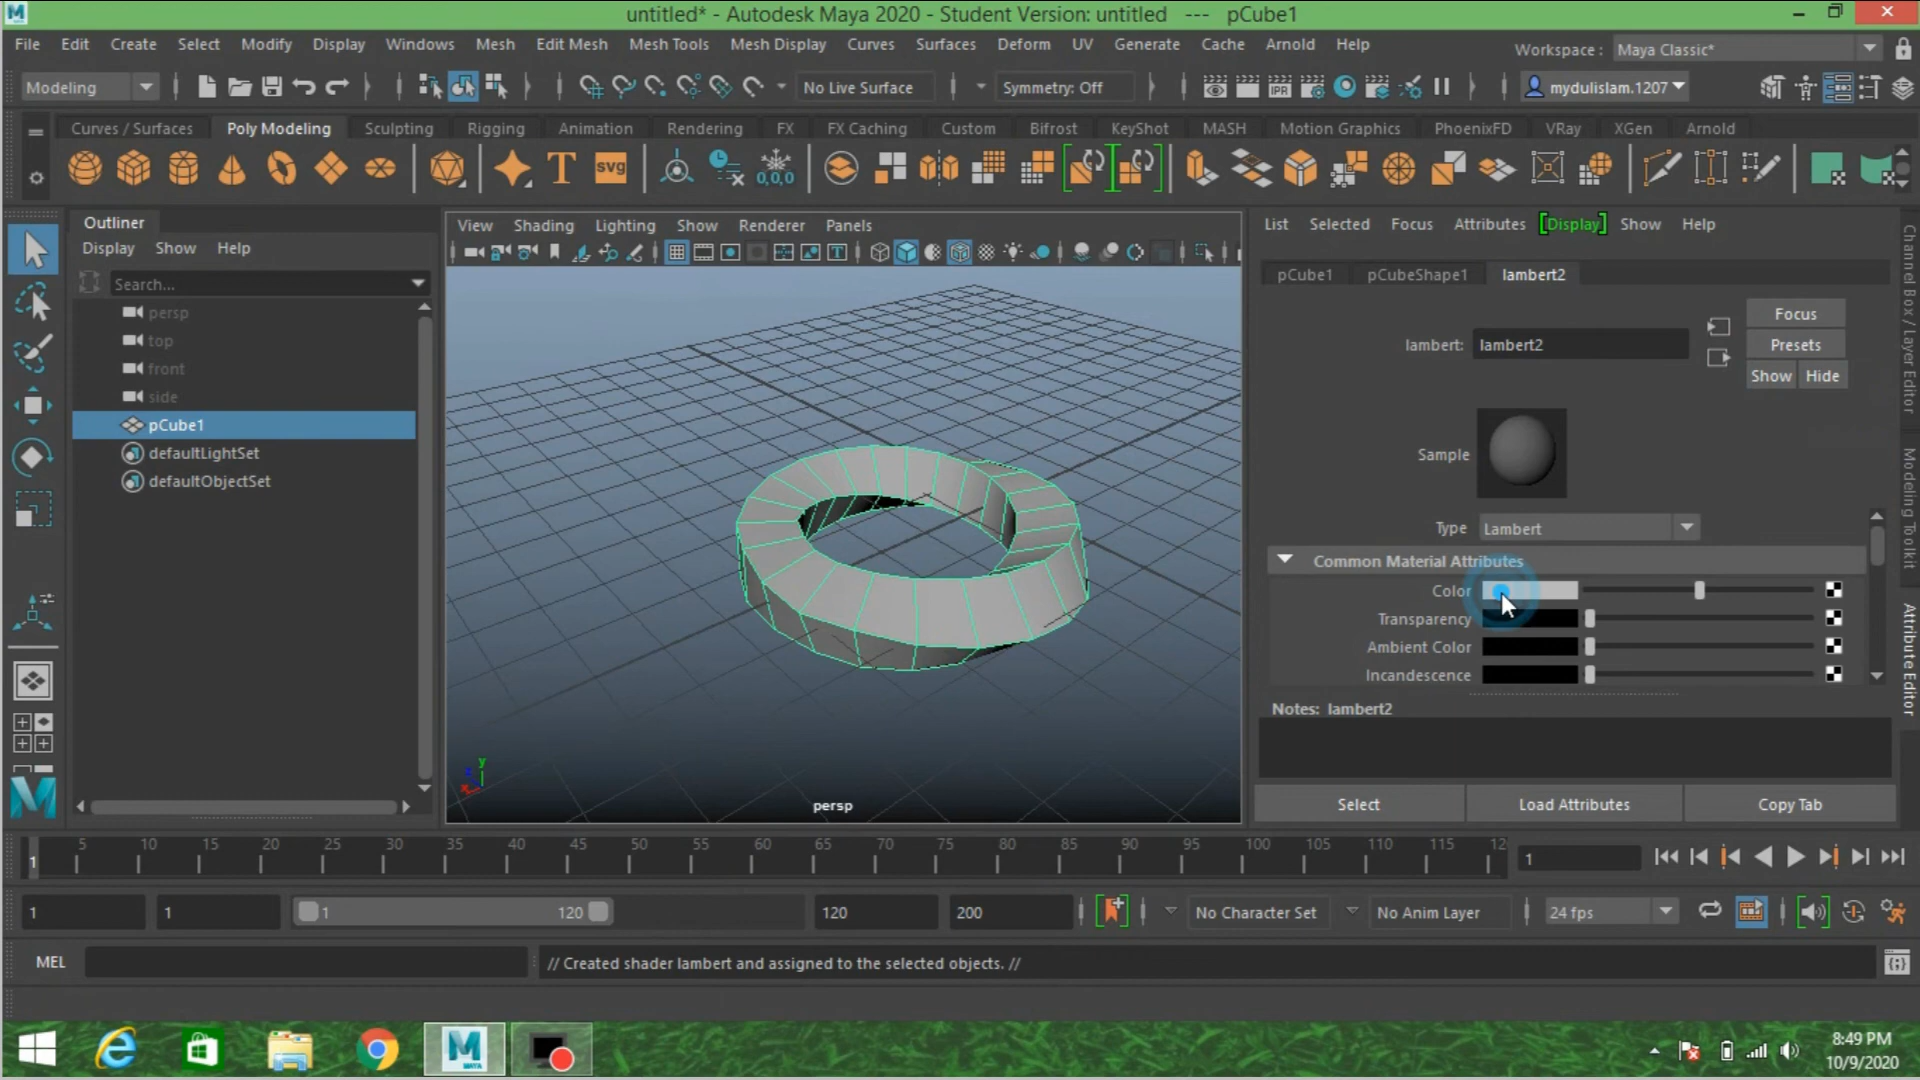 untitled* - Autodesk Maya 2020 - Student Version: untitled --- pCube1
File Edit Create Select Modify Display Windows Mesh Edit Mesh Mesh Tools Mesh Display Curves Surfaces Deform UV Generate Cache Arnold Help Workspace : Maya Classic*
Modeling No Live Surface Symmetry: Off IPR mydulislam.1207
Curves / Surfaces Poly Modeling Sculpting Rigging Animation Rendering FX FX Caching Custom Bifrost KeyShot MASH Motion Graphics PhoenixFD VRay XGen Arnold
T SVG 0,0,0
Outliner
Display Show Help
Search...
persp
top
front
side
pCube1
defaultLightSet
defaultObjectSet
View Shading Lighting Show Renderer Panels
y
z
x
persp
List Selected Focus Attributes Display Show Help
pCube1 pCubeShape1 lambert2
lambert: lambert2
Focus
Presets
Show Hide
Sample
Type Lambert
Common Material Attributes
Color
Transparency
Ambient Color
Incandescence
Notes: lambert2
Select Load Attributes Copy Tab
Channel Box / Layer Editor
Modeling Toolkit
Attribute Editor
1 5 10 15 20 25 30 35 40 45 50 55 60 65 70 75 80 85 90 95 100 105 110 115 12 1
1 1 1 120 120 200 No Character Set No Anim Layer 24 fps
MEL // Created shader lambert and assigned to the selected objects. //
MAYA
8:49 PM
10/9/2020